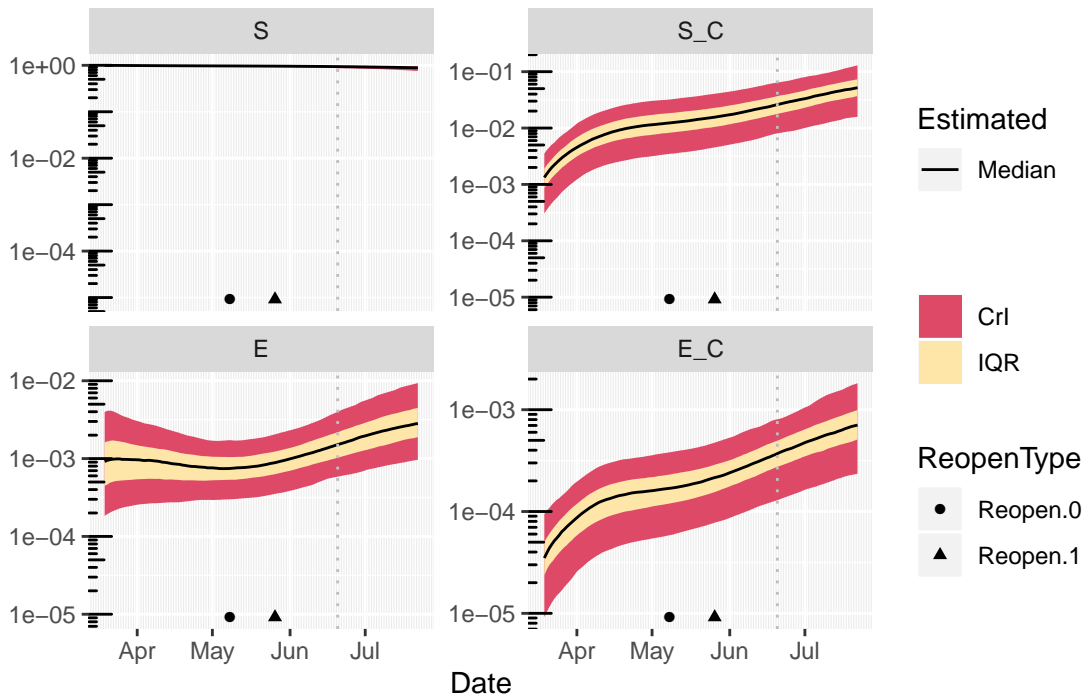 S
S_C
1e+00
1e−02
1e−04
1e−01
1e−02
1e−03
1e−04
1e−05
E
E_C
1e−02
1e−03
1e−04
1e−05
1e−03
1e−04
1e−05
Apr May Jun Jul
Apr May Jun Jul
Date
Estimated
Median
CrI
IQR
ReopenType
Reopen.0
Reopen.1